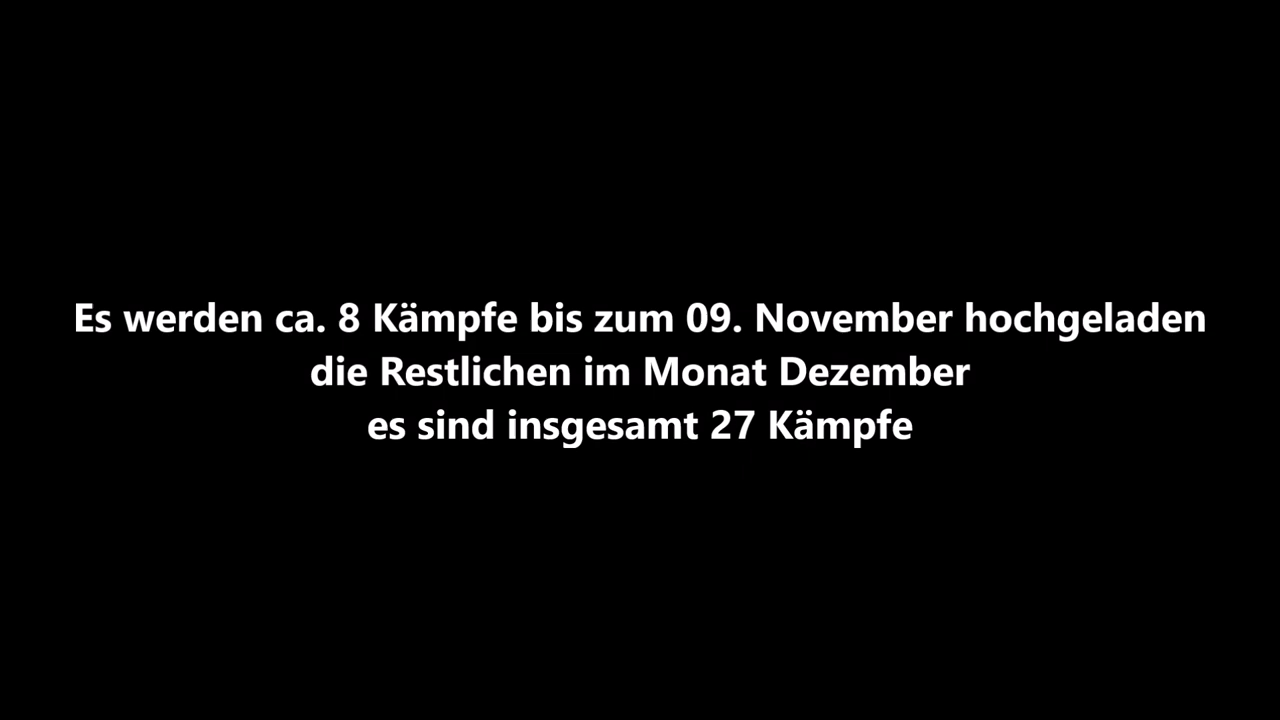 Es werden ca. 8 Kämpfe bis zum 09. November hochgeladen
die Restlichen im Monat Dezember
es sind insgesamt 27 Kämpfe